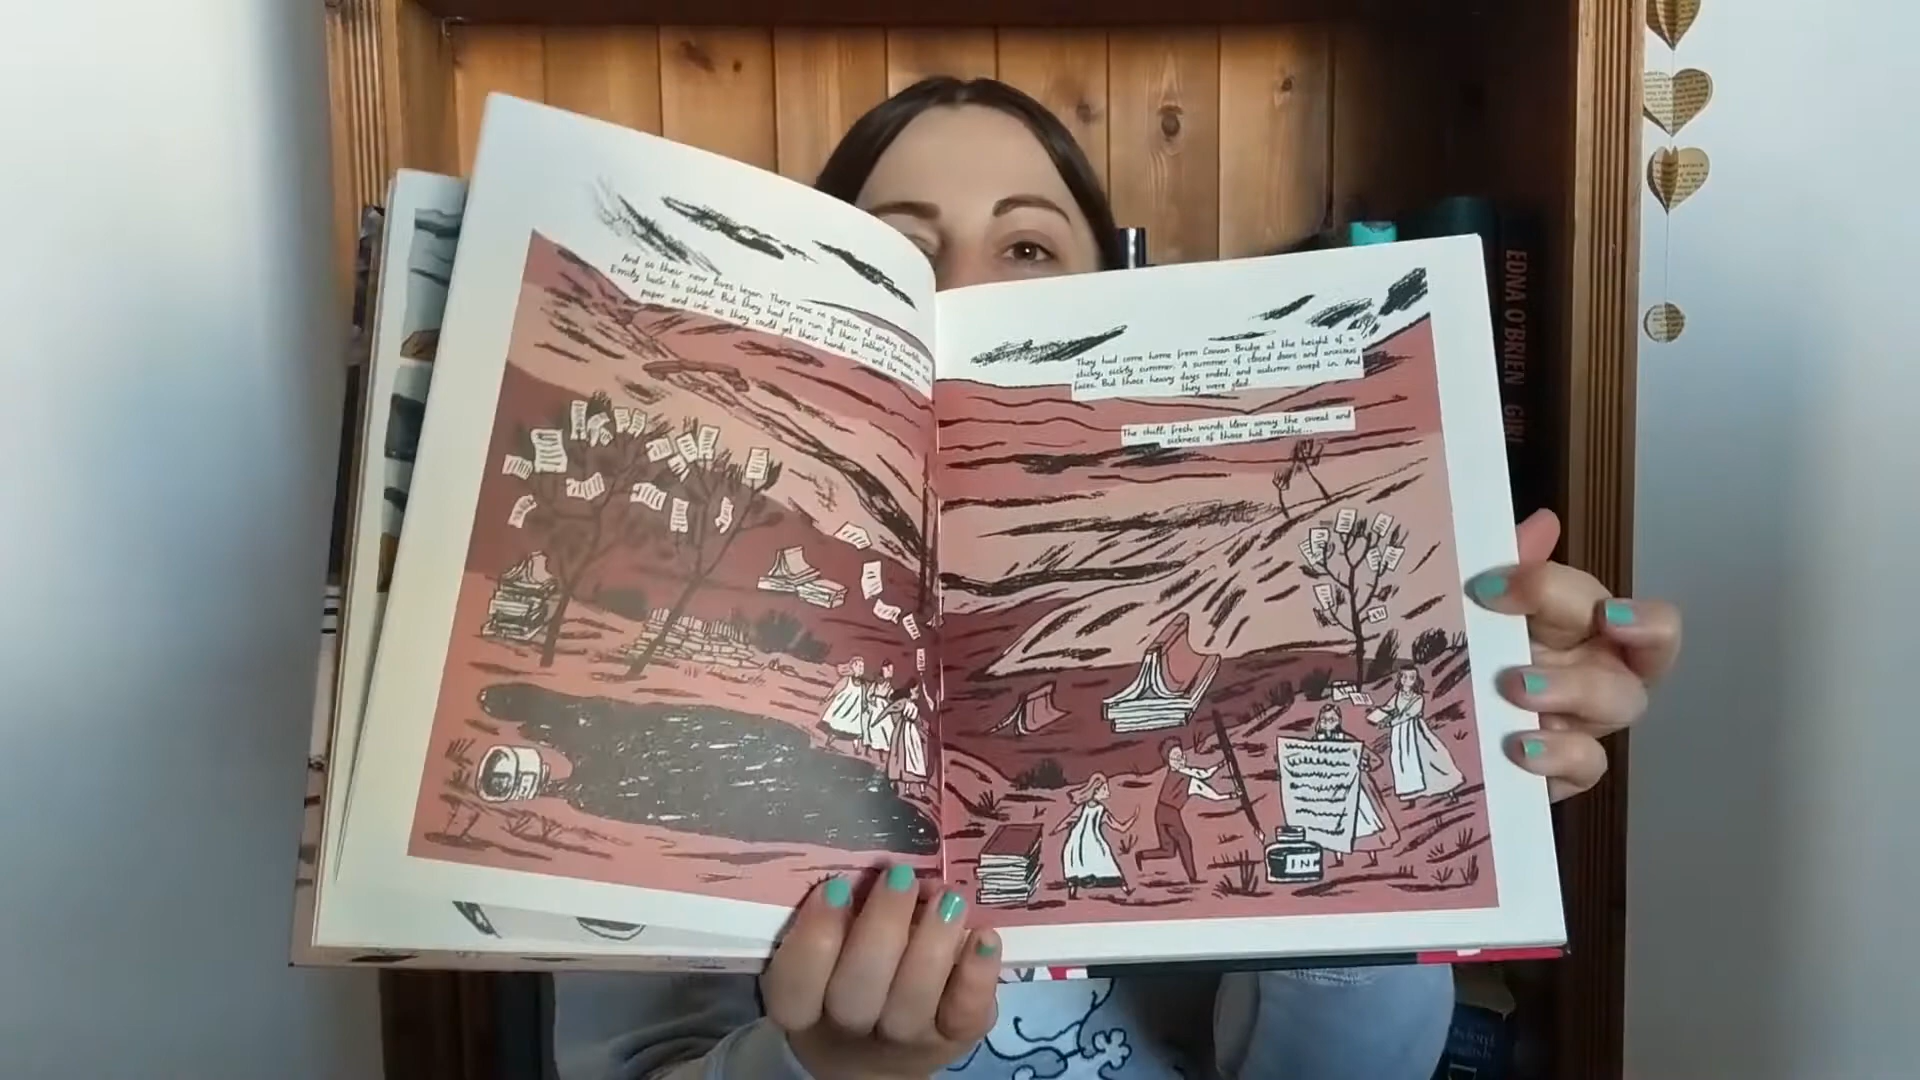 And so their new lives began. There was no question of sending Charlotte and
Emily back to school. But they had free run of their father's
paper and ink as they could get their hands on... and the moors...
They had come home from Cowan Bridge at the height of a
sticky, sickly summer. A summer of closed doors and anxious
faces. But those heavy days ended, and autumn swept in. And
they were glad.
The chill, fresh winds blew away the sweat and
sickness of those hot months...
INK
EDNA O'BRIEN GIRL